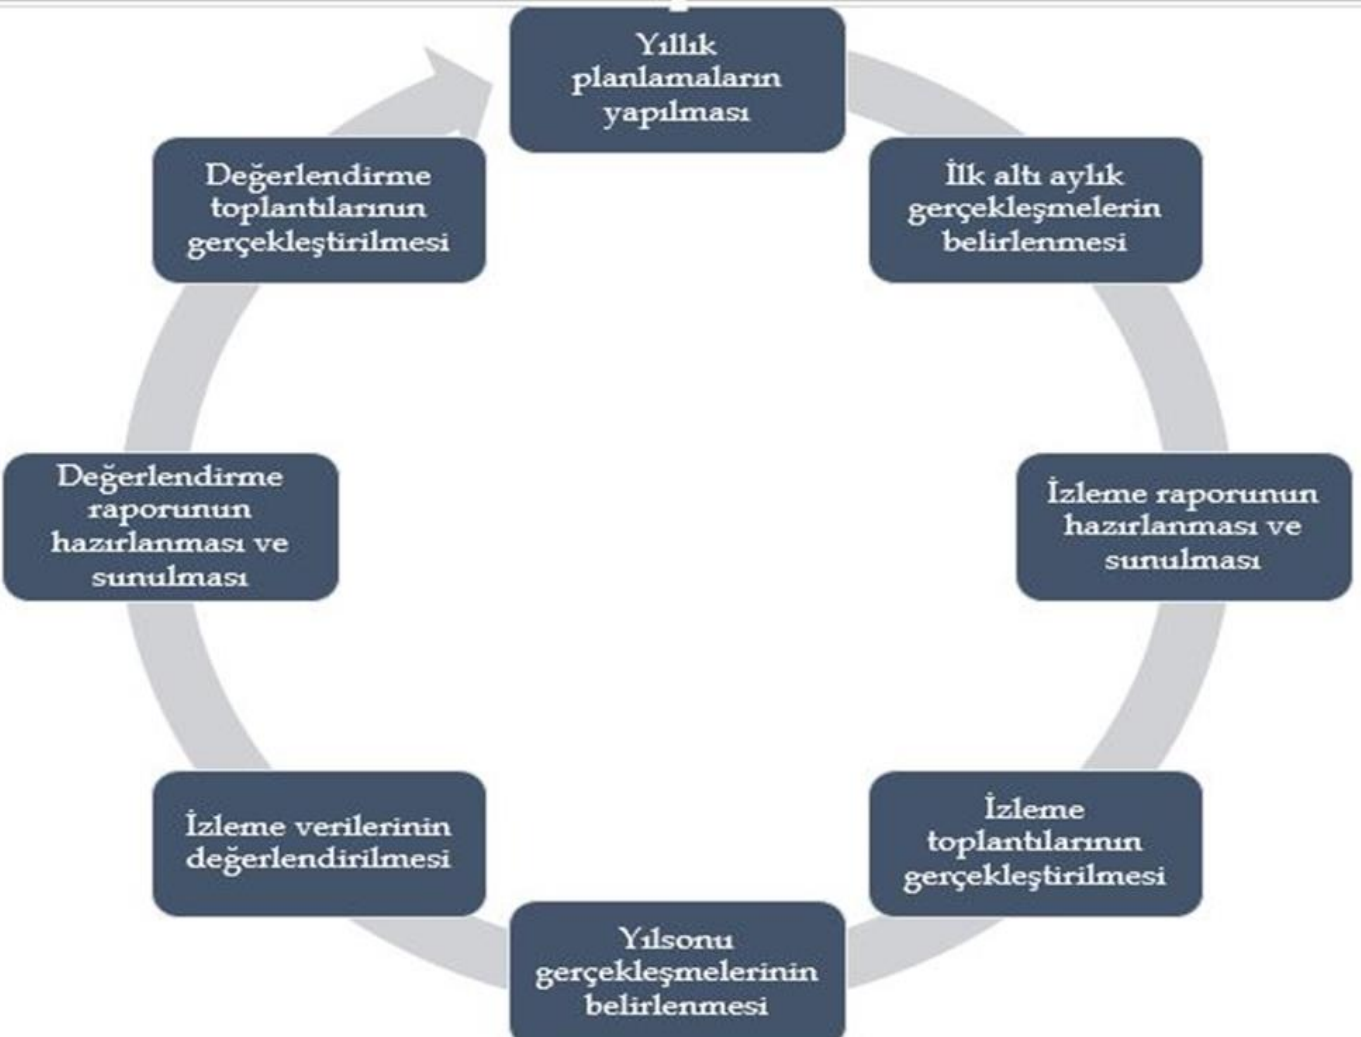 Yıllık
planlamaların
yapılması
İlk altı aylık
gerçekleşmelerin
belirlenmesi
İzleme raporunun
hazırlanması ve
sunulması
İzleme
toplantılarının
gerçekleştirilmesi
Yılsonu
gerçekleşmelerinin
belirlenmesi
İzleme verilerinin
değerlendirilmesi
Değerlendirme
raporunun
hazırlanması ve
sunulması
Değerlendirme
toplantılarının
gerçekleştirilmesi